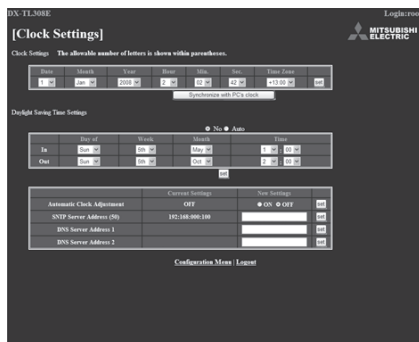 DX-TL308E Login:roo
[Clock Settings]
MITSUBISHI
ELECTRIC
Clock Settings The allowable number of letters is shown within parentheses.
Date Month Year Hour Min. Sec. Time Zone
1 Jan 2008 2 02 42 +13:00 set
Synchronize with PC's clock
Daylight Saving Time Settings
No Auto
Day of Week Month Time
In Sun 5th May 1 : 00
Out Sun 5th Oct 2 : 00
set
Current Settings New Settings
Automatic Clock Adjustment OFF ON OFF set
SNTP Server Address (50) 192:168:000:100 set
DNS Server Address 1 set
DNS Server Address 2 set
Configuration Menu | Logout